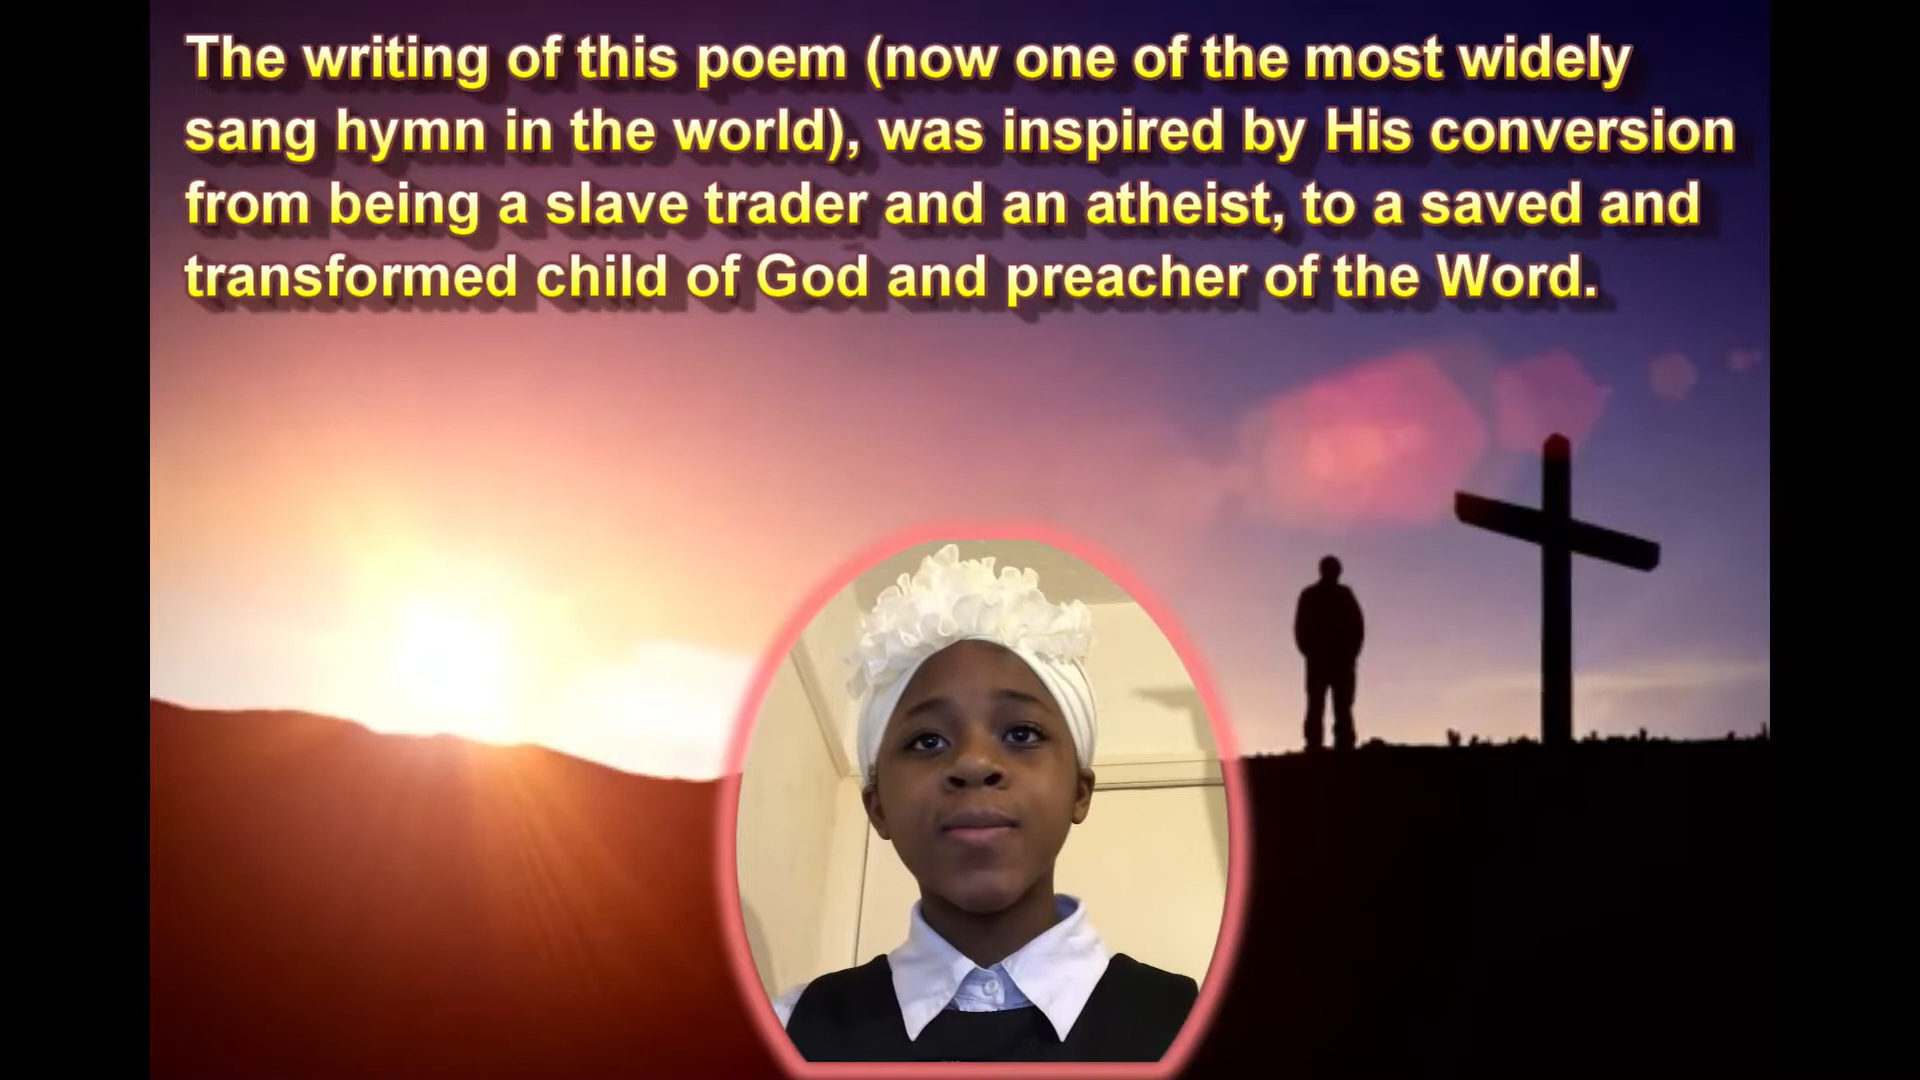 The writing of this poem (now one of the most widely
sang hymn in the world), was inspired by His conversion
from being a slave trader and an atheist, to a saved and
transformed child of God and preacher of the Word.